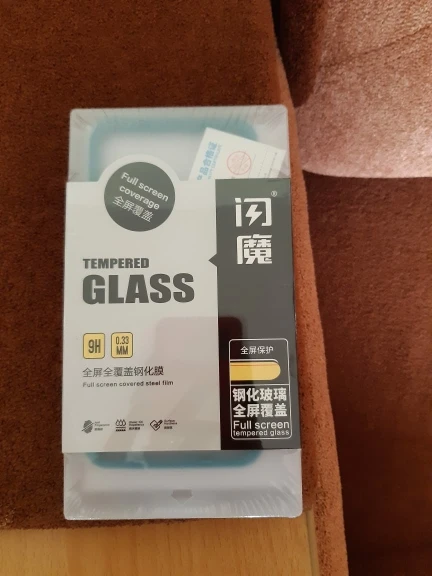 Full screen
coverage
全屏覆盖
闪
魔
®
TEMPERED
GLASS
9H
0.33
MM
全屏全覆盖钢化膜
Full screen covered steel film
全屏保护
钢化玻璃
全屏覆盖
Full screen
tempered glass